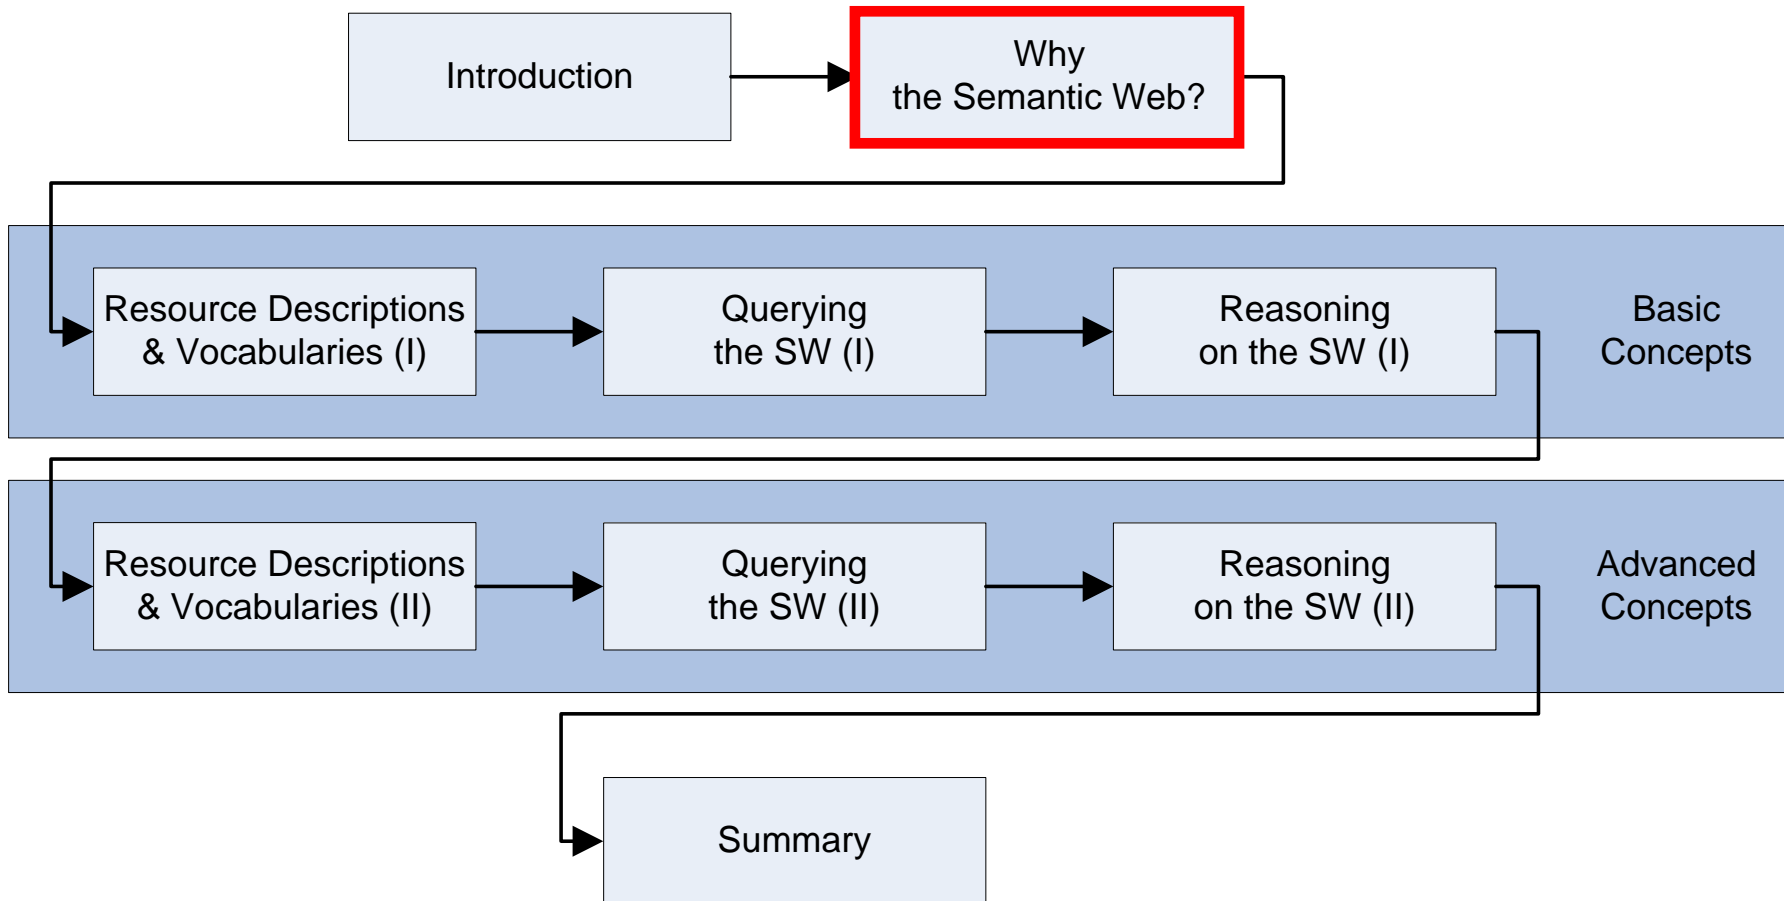 Introduction
Why
the Semantic Web?
Resource Descriptions
& Vocabularies (I)
Querying
the SW (I)
Reasoning
on the SW (I)
Basic
Concepts
Resource Descriptions
& Vocabularies (II)
Querying
the SW (II)
Reasoning
on the SW (II)
Advanced
Concepts
Summary